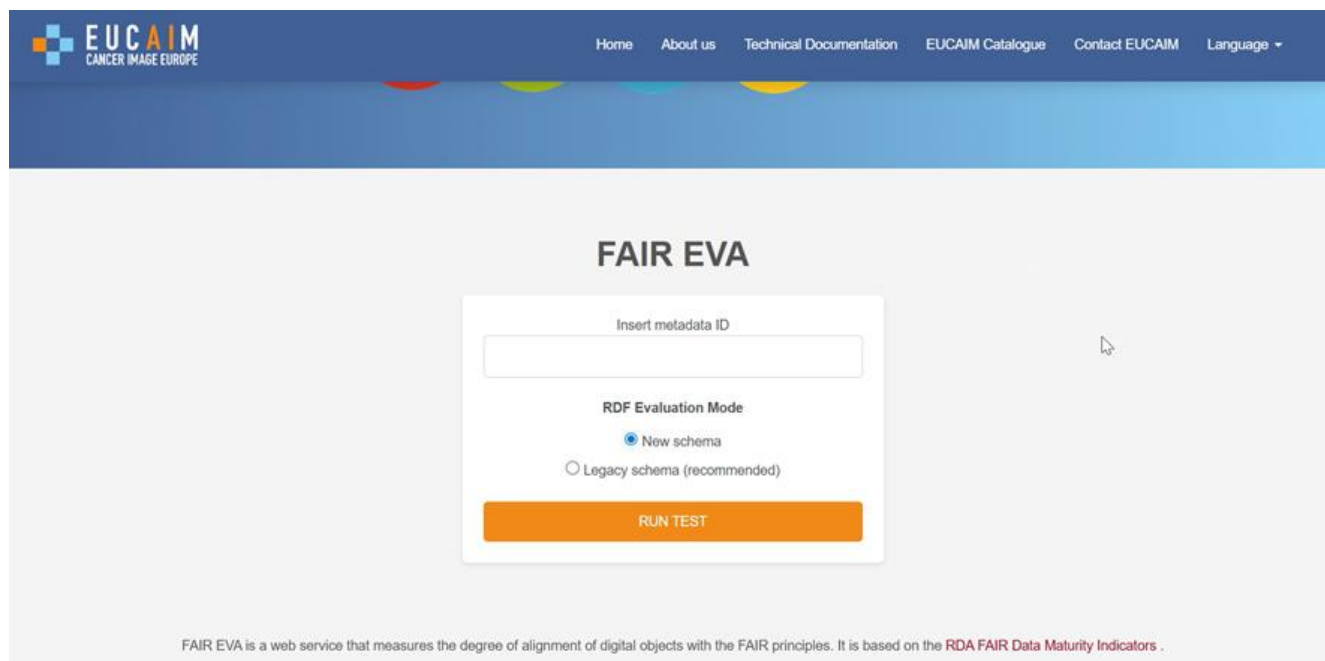 EUCAIM
CANCER IMAGE EUROPE
Home About us Technical Documentation EUCAIM Catalogue Contact EUCAIM Language
FAIR EVA
Insert metadata ID
RDF Evaluation Mode
New schema
Legacy schema (recommended)
RUN TEST
FAIR EVA is a web service that measures the degree of alignment of digital objects with the FAIR principles. It is based on the RDA FAIR Data Maturity Indicators .